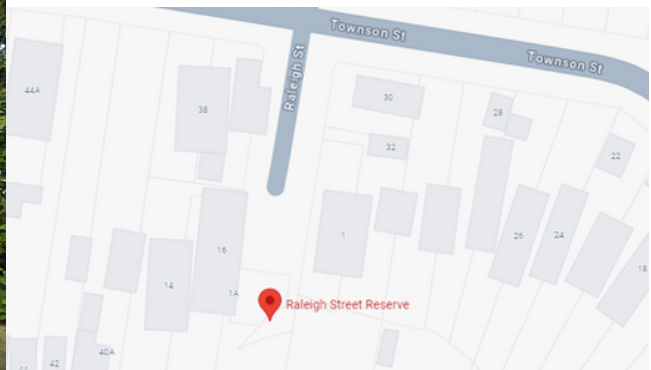 Townson St
Townson St
Raleigh St
44A
38
30
28
32
22
16
1
26
24
18
14
1A
Raleigh Street Reserve
40A
42